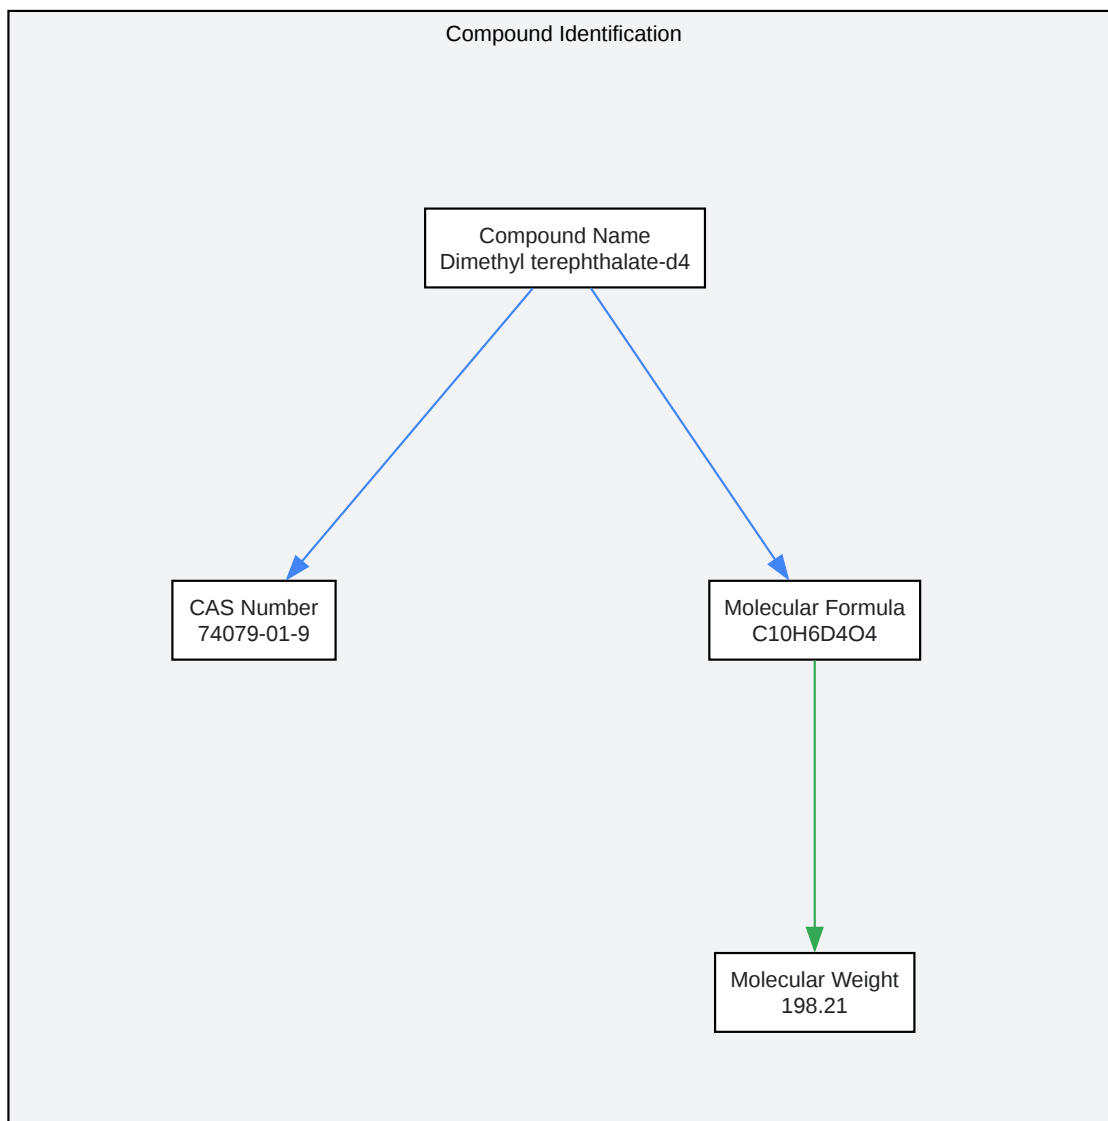 Compound Identification
Compound Name
Dimethyl terephthalate-d4
CAS Number
74079-01-9
Molecular Formula
C10H6D4O4
Molecular Weight
198.21